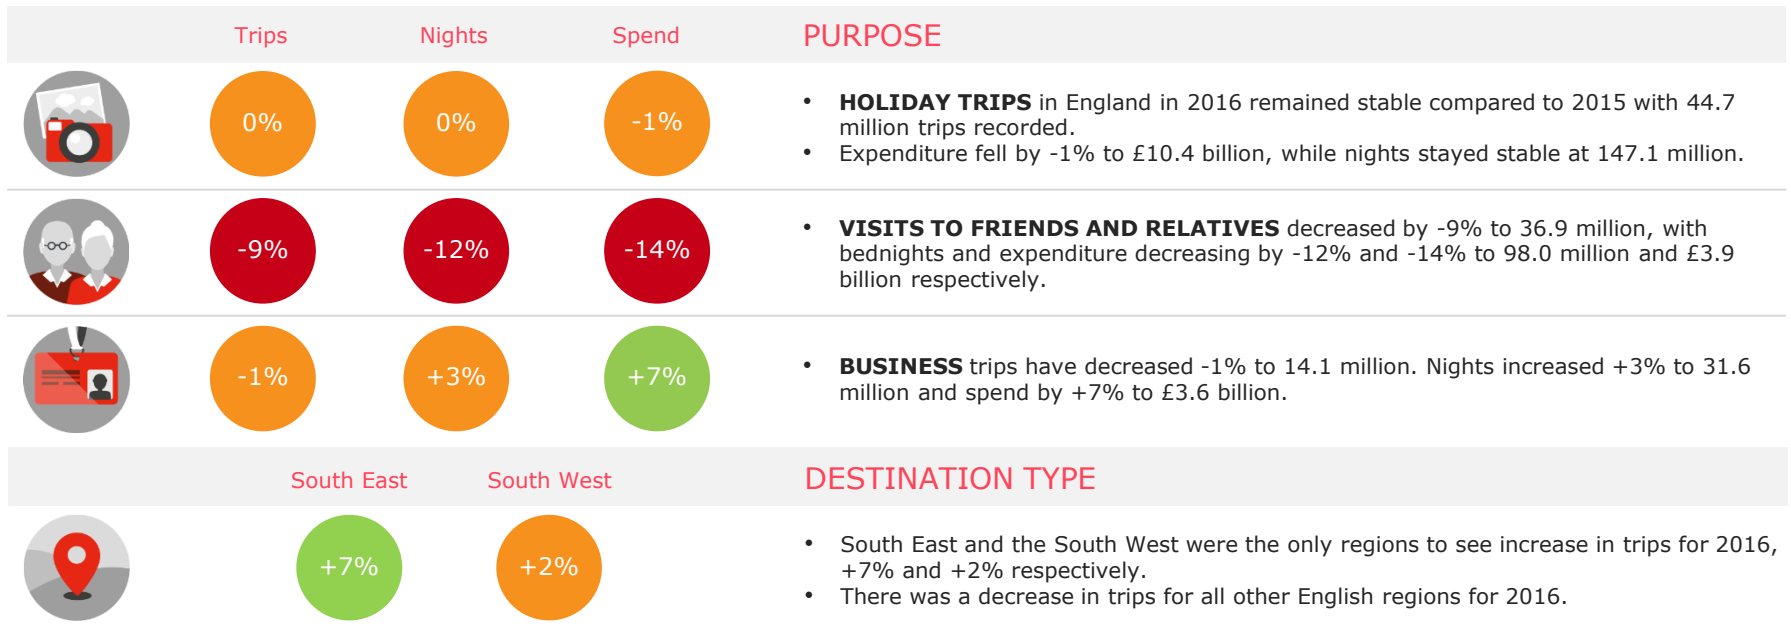 Trips Nights Spend PURPOSE
0% 0% -1%
• HOLIDAY TRIPS in England in 2016 remained stable compared to 2015 with 44.7
million trips recorded.
• Expenditure fell by -1% to £10.4 billion, while nights stayed stable at 147.1 million.
-9% -12% -14%
• VISITS TO FRIENDS AND RELATIVES decreased by -9% to 36.9 million, with
bednights and expenditure decreasing by -12% and -14% to 98.0 million and £3.9
billion respectively.
-1% +3% +7%
• BUSINESS trips have decreased -1% to 14.1 million. Nights increased +3% to 31.6
million and spend by +7% to £3.6 billion.
South East South West DESTINATION TYPE
+7% +2%
• South East and the South West were the only regions to see increase in trips for 2016,
+7% and +2% respectively.
• There was a decrease in trips for all other English regions for 2016.